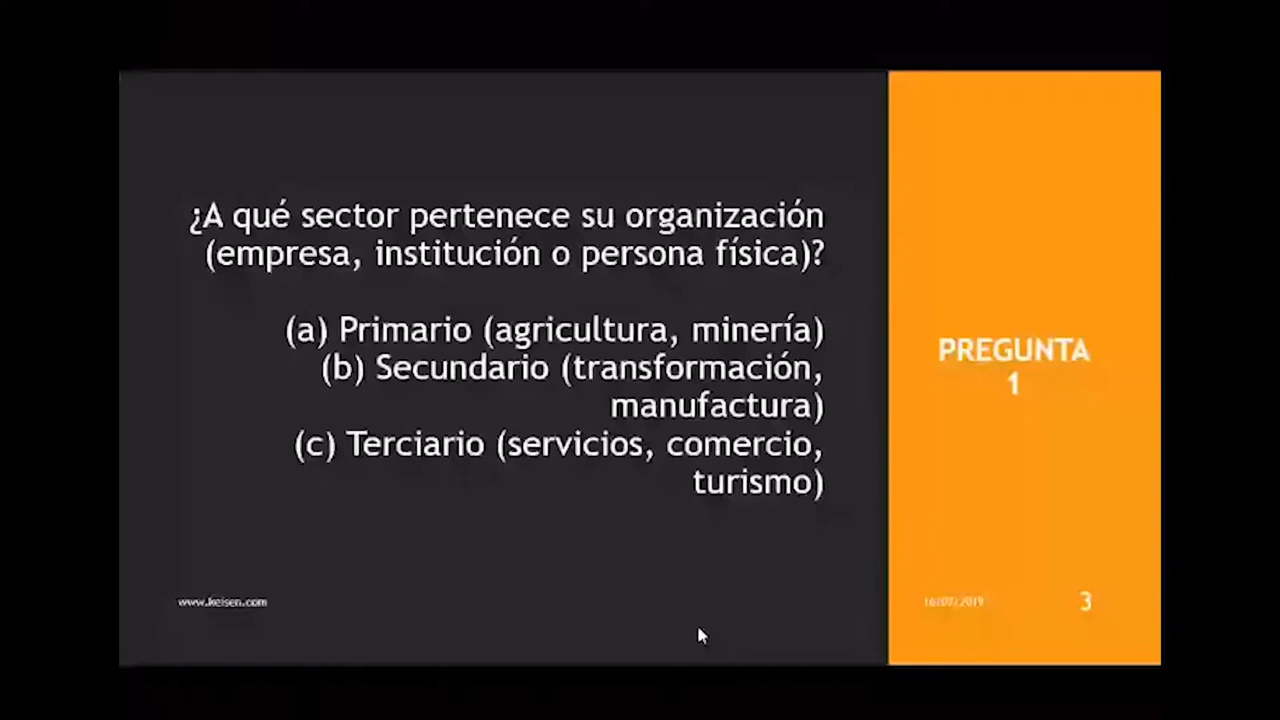 ¿A qué sector pertenece su organización
(empresa, institución o persona física)?
(a) Primario (agricultura, minería)
(b) Secundario (transformación,
manufactura)
(c) Terciario (servicios, comercio,
turismo)
PREGUNTA
1
www.keisen.com
3